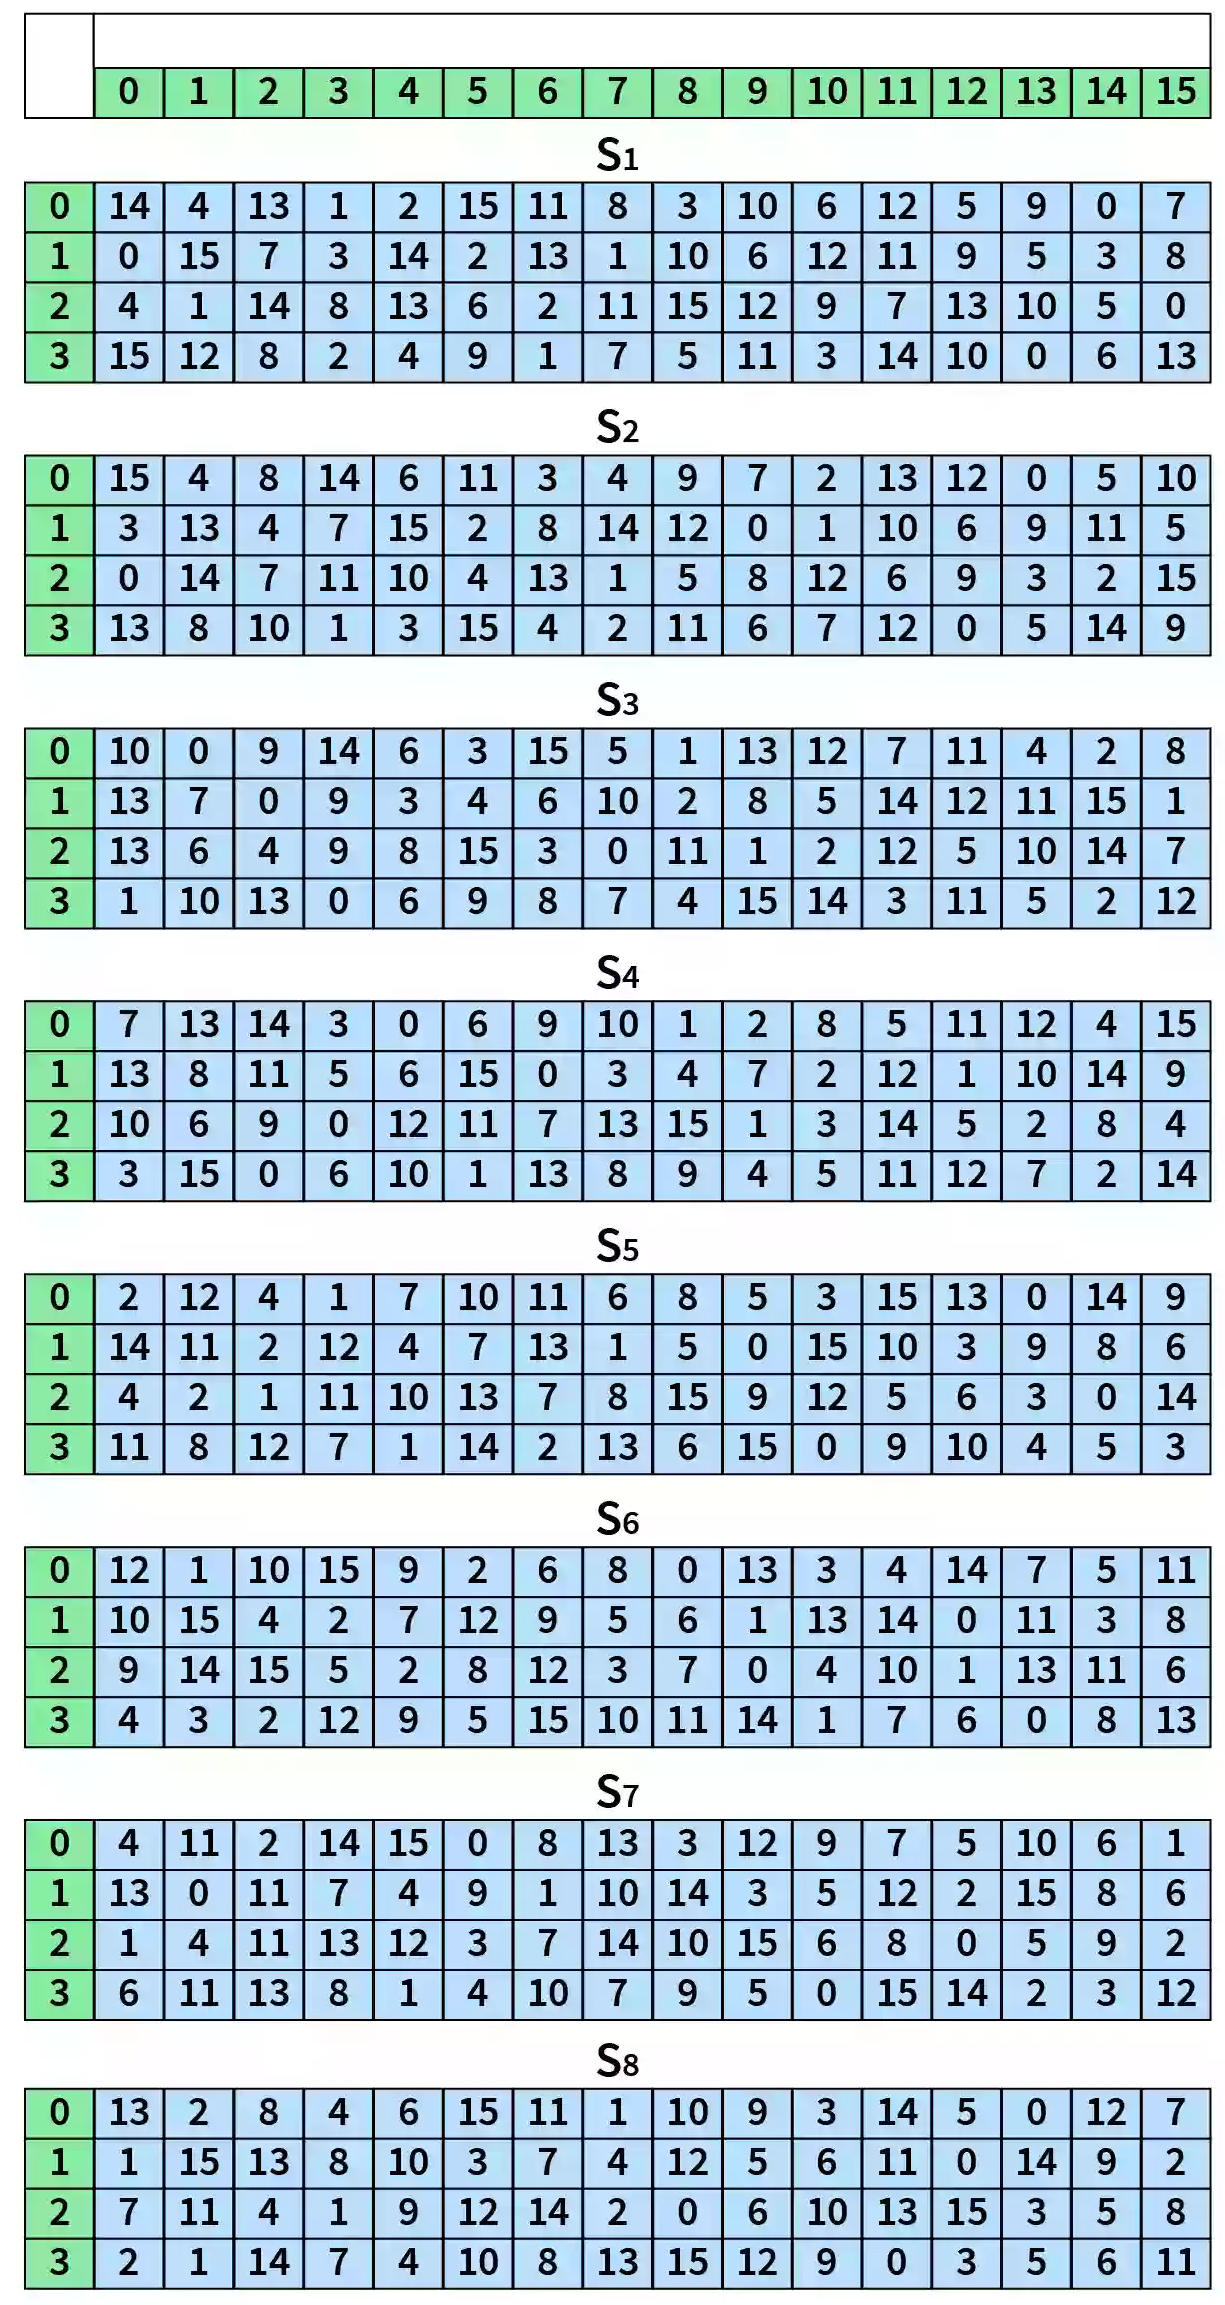 0 1 2 3 4 5 6 7 8 9 10 11 12 13 14 15
S1
0 14 4 13 1 2 15 11 8 3 10 6 12 5 9 0 7
1 0 15 7 3 14 2 13 1 10 6 12 11 9 5 3 8
2 4 1 14 8 13 6 2 11 15 12 9 7 13 10 5 0
3 15 12 8 2 4 9 1 7 5 11 3 14 10 0 6 13
S2
0 15 4 8 14 6 11 3 4 9 7 2 13 12 0 5 10
1 3 13 4 7 15 2 8 14 12 0 1 10 6 9 11 5
2 0 14 7 11 10 4 13 1 5 8 12 6 9 3 2 15
3 13 8 10 1 3 15 4 2 11 6 7 12 0 5 14 9
S3
0 10 0 9 14 6 3 15 5 1 13 12 7 11 4 2 8
1 13 7 0 9 3 4 6 10 2 8 5 14 12 11 15 1
2 13 6 4 9 8 15 3 0 11 1 2 12 5 10 14 7
3 1 10 13 0 6 9 8 7 4 15 14 3 11 5 2 12
S4
0 7 13 14 3 0 6 9 10 1 2 8 5 11 12 4 15
1 13 8 11 5 6 15 0 3 4 7 2 12 1 10 14 9
2 10 6 9 0 12 11 7 13 15 1 3 14 5 2 8 4
3 3 15 0 6 10 1 13 8 9 4 5 11 12 7 2 14
S5
0 2 12 4 1 7 10 11 6 8 5 3 15 13 0 14 9
1 14 11 2 12 4 7 13 1 5 0 15 10 3 9 8 6
2 4 2 1 11 10 13 7 8 15 9 12 5 6 3 0 14
3 11 8 12 7 1 14 2 13 6 15 0 9 10 4 5 3
S6
0 12 1 10 15 9 2 6 8 0 13 3 4 14 7 5 11
1 10 15 4 2 7 12 9 5 6 1 13 14 0 11 3 8
2 9 14 15 5 2 8 12 3 7 0 4 10 1 13 11 6
3 4 3 2 12 9 5 15 10 11 14 1 7 6 0 8 13
S7
0 4 11 2 14 15 0 8 13 3 12 9 7 5 10 6 1
1 13 0 11 7 4 9 1 10 14 3 5 12 2 15 8 6
2 1 4 11 13 12 3 7 14 10 15 6 8 0 5 9 2
3 6 11 13 8 1 4 10 7 9 5 0 15 14 2 3 12
S8
0 13 2 8 4 6 15 11 1 10 9 3 14 5 0 12 7
1 1 15 13 8 10 3 7 4 12 5 6 11 0 14 9 2
2 7 11 4 1 9 12 14 2 0 6 10 13 15 3 5 8
3 2 1 14 7 4 10 8 13 15 12 9 0 3 5 6 11